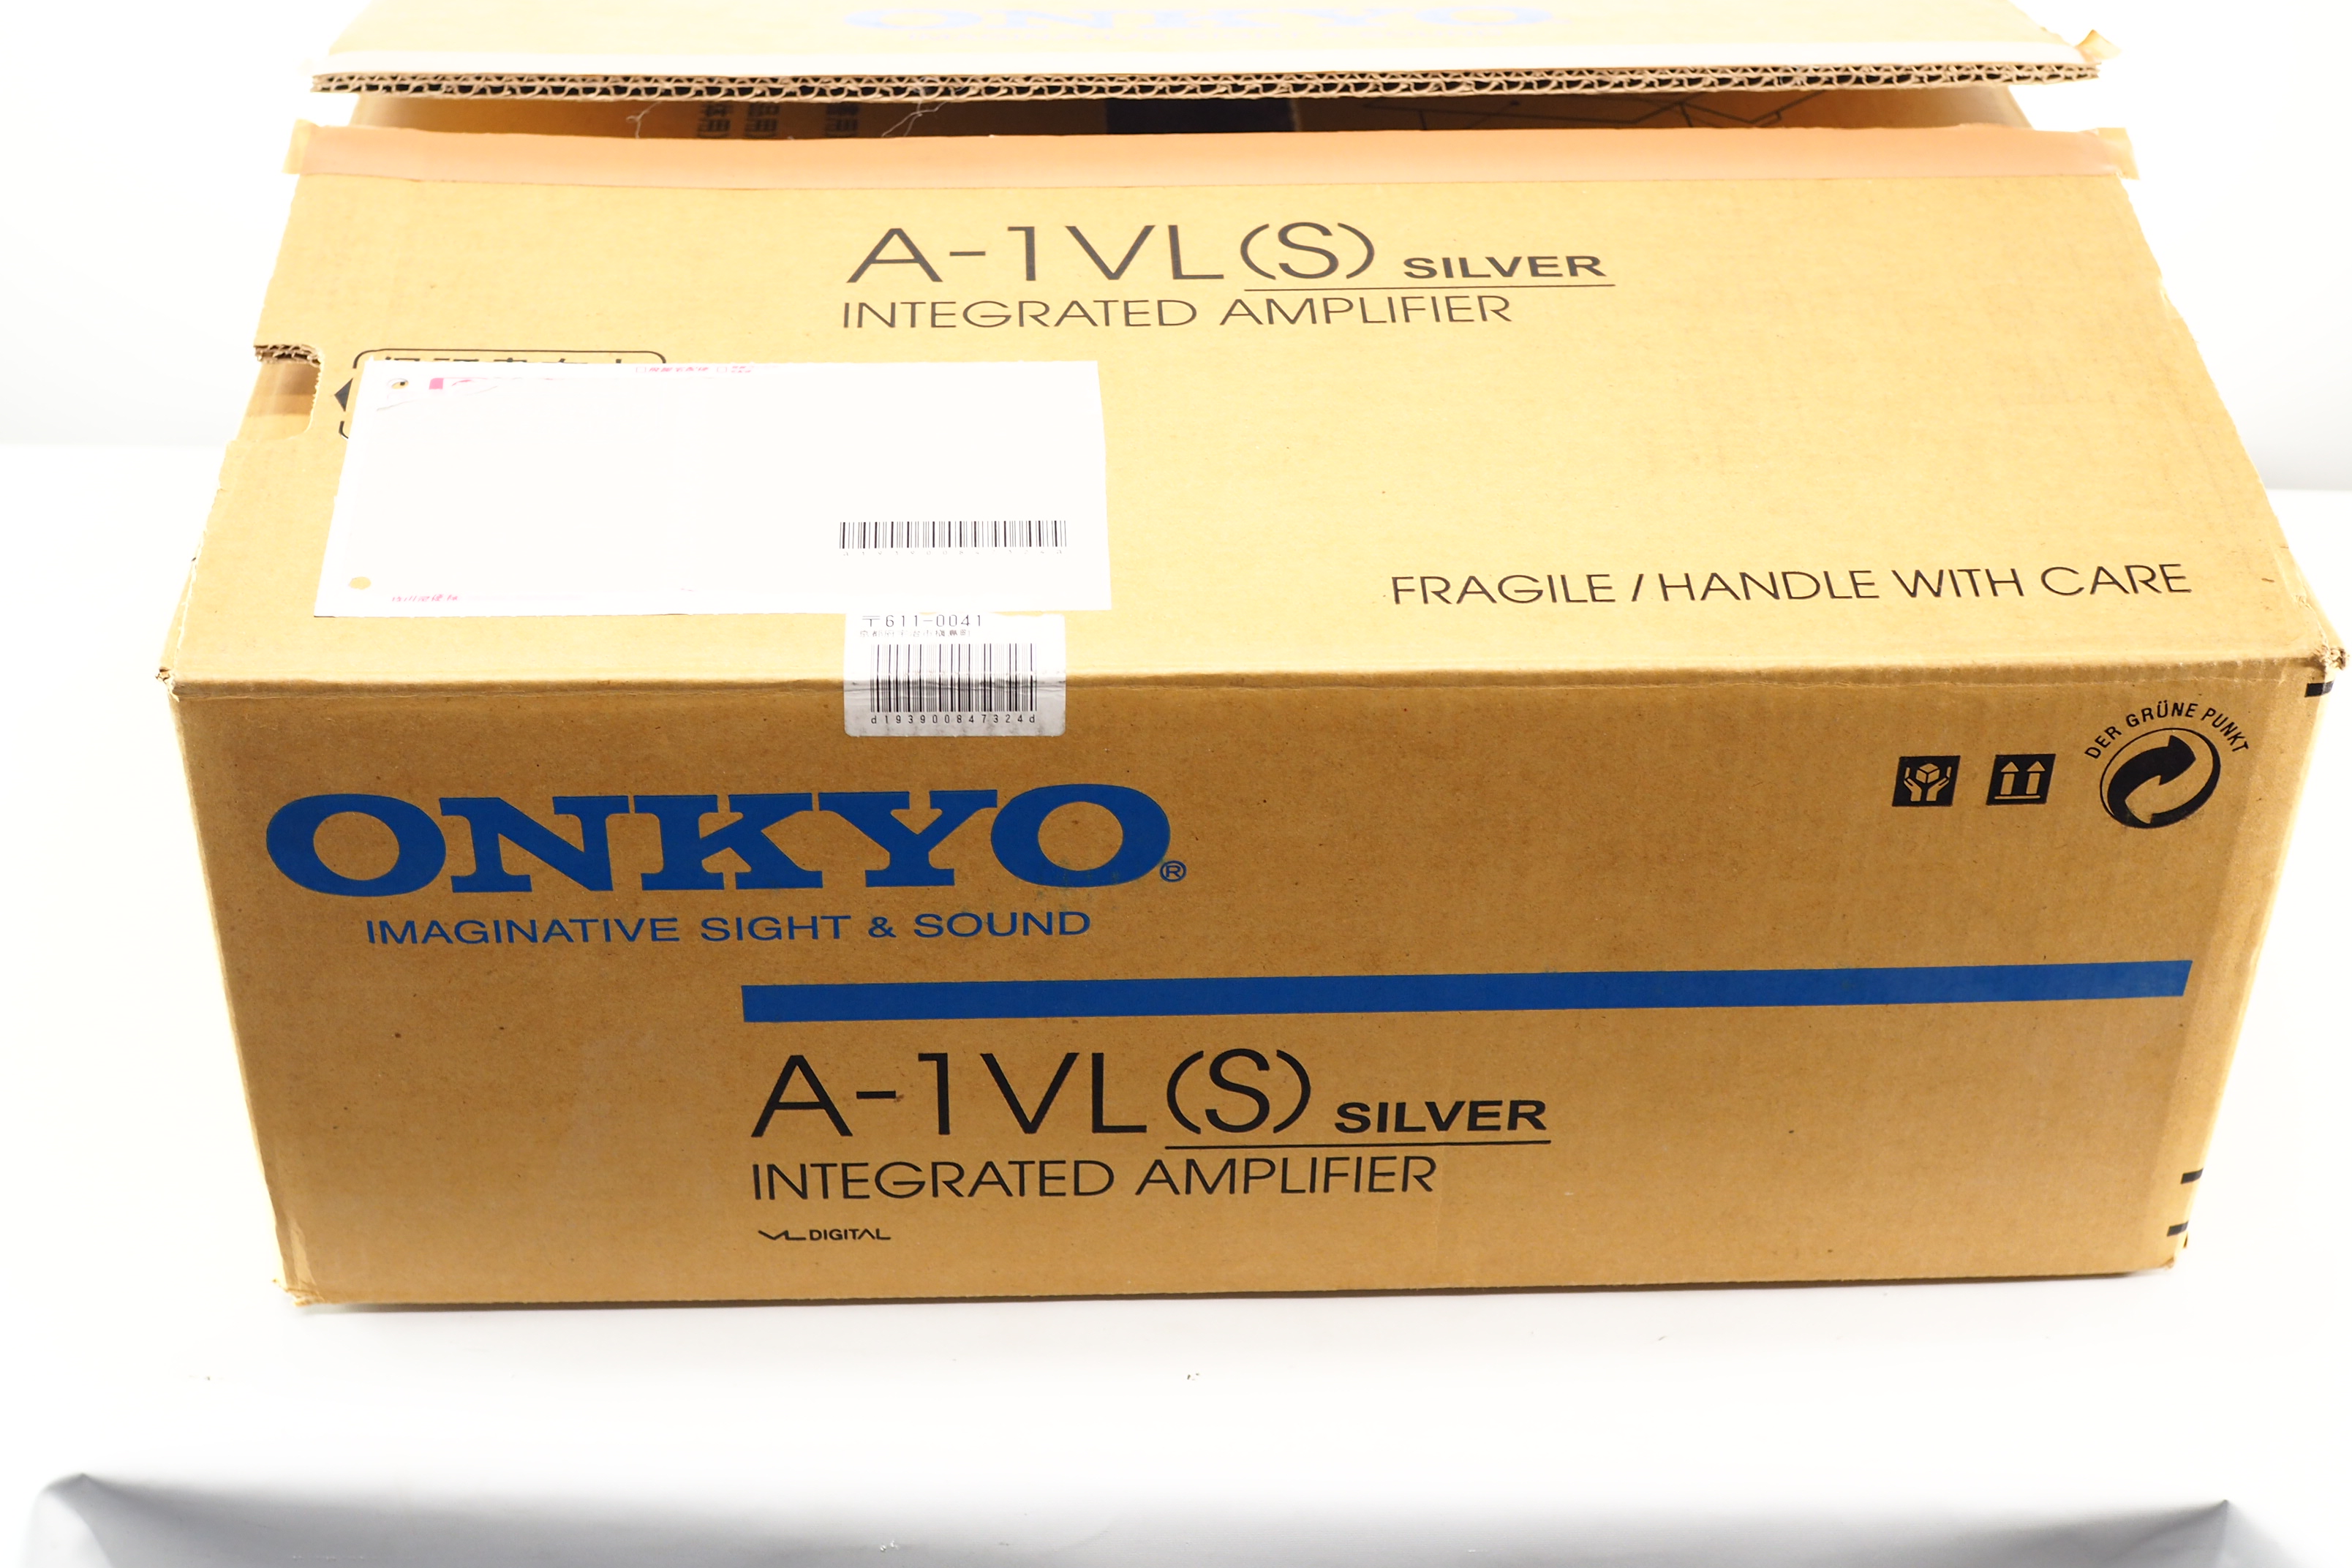 ONKYO
A-1VL(S) SILVER
INTEGRATED AMPLIFIER
FRAGILE / HANDLE WITH CARE
〒611-0041
d193900847324d
DER GRÜNE PUNKT
ONKYO®
IMAGINATIVE SIGHT & SOUND
A-1VL(S) SILVER
INTEGRATED AMPLIFIER
VL DIGITAL